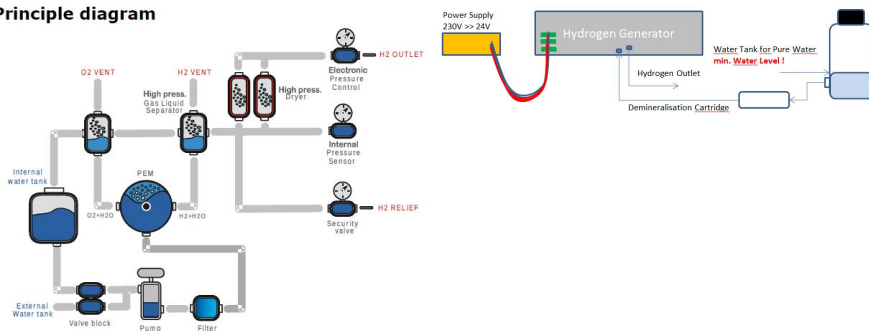 Principle diagram
O2 VENT
H2 VENT
High press.
Gas Liquid
Separator
High press.
Dryer
H2 OUTLET
Electronic
Pressure
Control
Internal
Pressure
Sensor
Internal
water tank
PEM
O2+H2O
H2+H2O
H2 RELIEF
Security
valve
External
Water tank
Valve block
Pump
Filter
Power Supply
230V >> 24V
Hydrogen Generator
Water Tank for Pure Water
min. Water Level !
Hydrogen Outlet
Demineralisation Cartridge